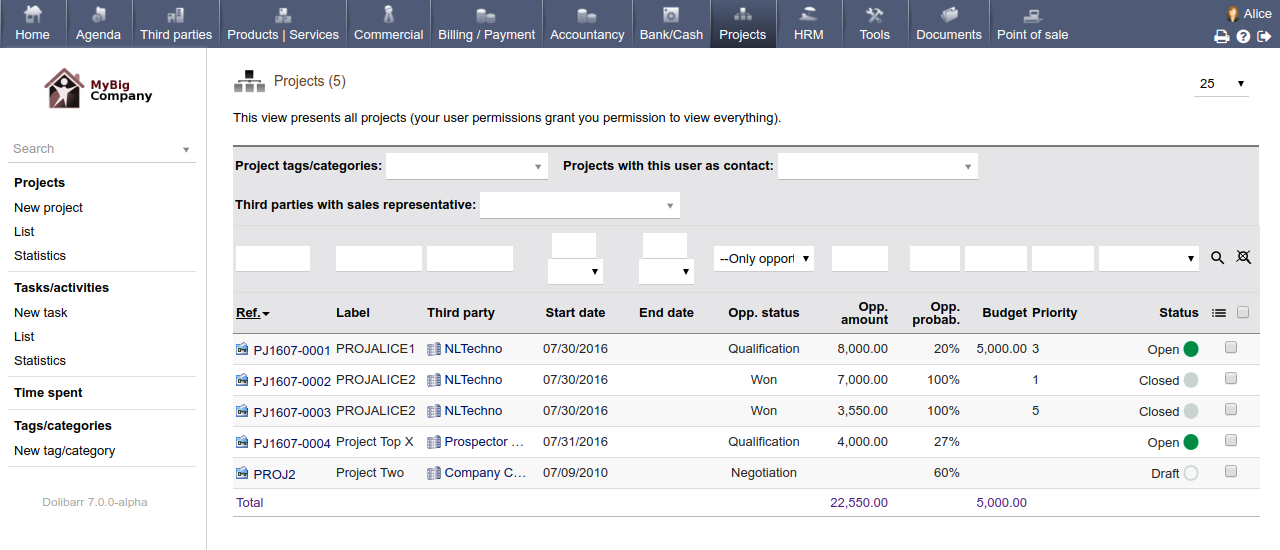 Home Agenda Third parties Products | Services Commercial Billing / Payment Accountancy Bank/Cash Projects HRM Tools Documents Point of sale Alice
MyBig
Company
Search
Projects
New project
List
Statistics
Tasks/activities
New task
List
Statistics
Time spent
Tags/categories
New tag/category
Dolibarr 7.0.0-alpha
Projects (5)
25
This view presents all projects (your user permissions grant you permission to view everything).
Project tags/categories: Projects with this user as contact:
Third parties with sales representative:
--Only opport
Ref. Label Third party Start date End date Opp. status Opp. amount Opp. probab. Budget Priority Status
PJ1607-0001 PROJALICE1 NLTechno 07/30/2016 Qualification 8,000.00 20% 5,000.00 3 Open
PJ1607-0002 PROJALICE2 NLTechno 07/30/2016 Won 7,000.00 100% 1 Closed
PJ1607-0003 PROJALICE2 NLTechno 07/30/2016 Won 3,550.00 100% 5 Closed
PJ1607-0004 Project Top X Prospector ... 07/31/2016 Qualification 4,000.00 27% Open
PROJ2 Project Two Company C... 07/09/2010 Negotiation 60% Draft
Total 22,550.00 5,000.00